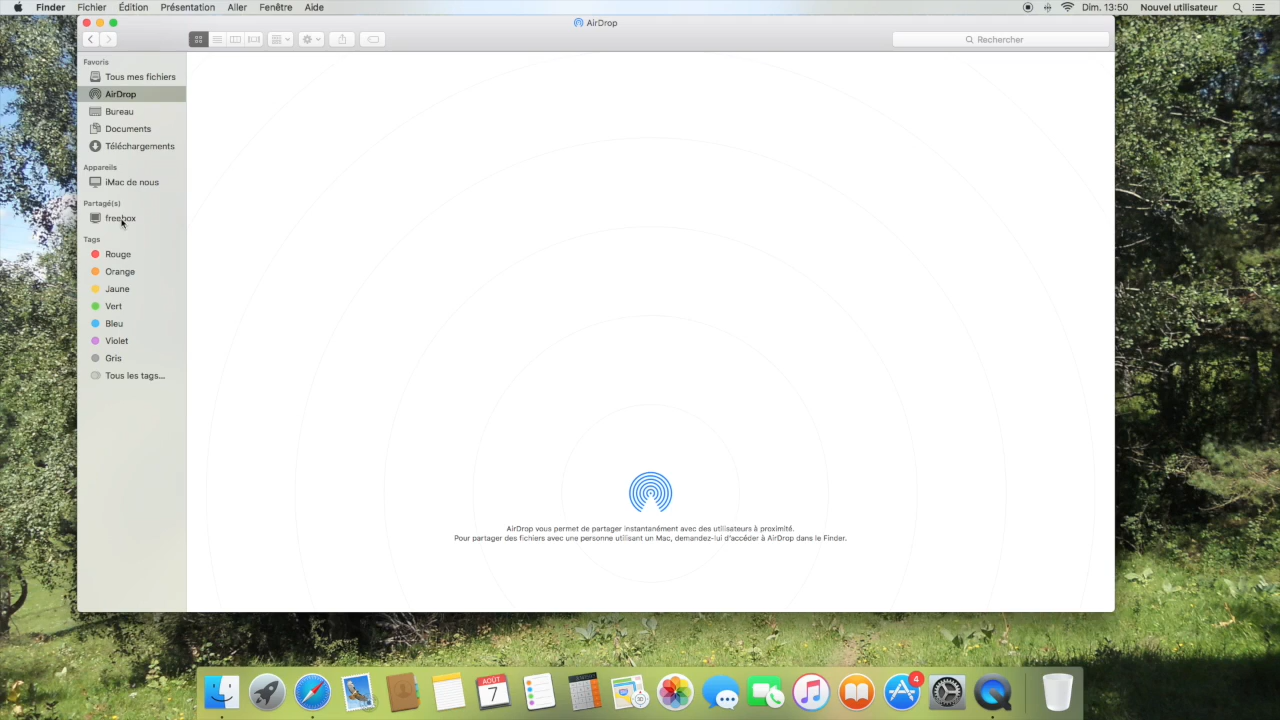 Finder Fichier Édition Présentation Aller Fenêtre Aide Dim. 13:50 Nouvel utilisateur
AirDrop
Rechercher
Favoris
Tous mes fichiers
AirDrop
Bureau
Documents
Téléchargements
Appareils
iMac de nous
Partagé(s)
freebox
Tags
Rouge
Orange
Jaune
Vert
Bleu
Violet
Gris
Tous les tags...
AirDrop vous permet de partager instantanément avec des utilisateurs à proximité.
Pour partager des fichiers avec une personne utilisant un Mac, demandez-lui d'accéder à AirDrop dans le Finder.
AOÛT
7
4